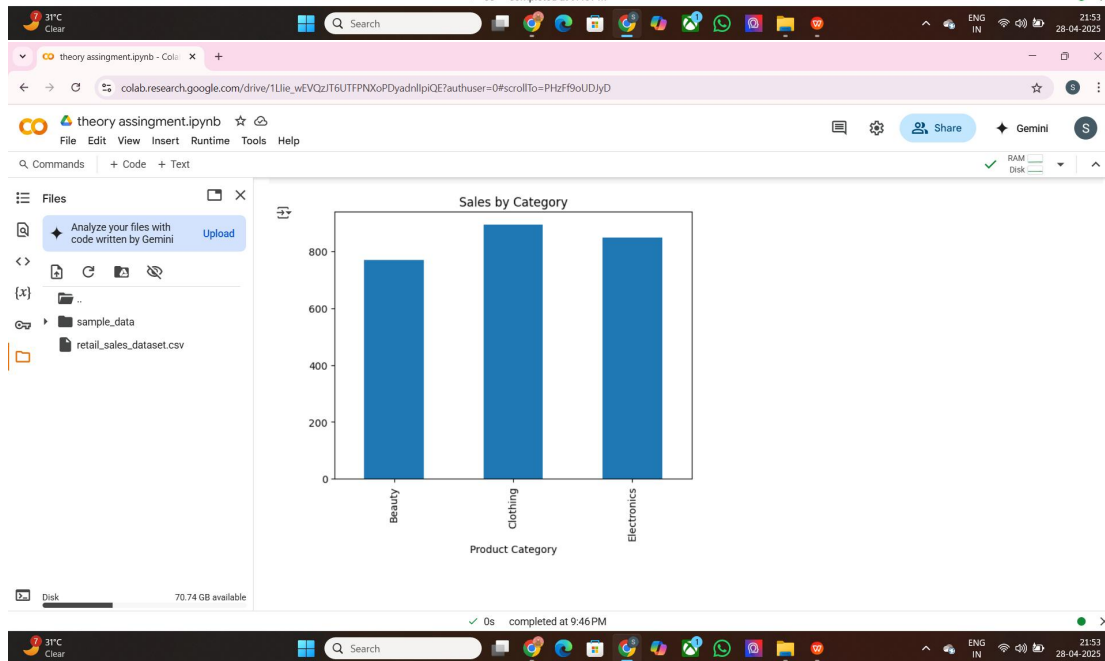 7
31°C
Clear
Search
ENG
IN
21:53
28-04-2025
theory assingment.ipynb - Cola
colab.research.google.com/drive/1LIie_wEVQzJT6UTFPNXoPDyadnlIpiQE?authuser=0#scrollTo=PHzFf9oUDJyD
S
CO
theory assingment.ipynb
Share
Gemini
S
File Edit View Insert Runtime Tools Help
Commands + Code + Text
RAM
Disk
Files
Analyze your files with
code written by Gemini
Upload
{x}
..
sample_data
retail_sales_dataset.csv
Sales by Category
800
600
400
200
0
Beauty
Clothing
Electronics
Product Category
Disk 70.74 GB available
0s completed at 9:46 PM
7
31°C
Clear
Search
ENG
IN
21:53
28-04-2025